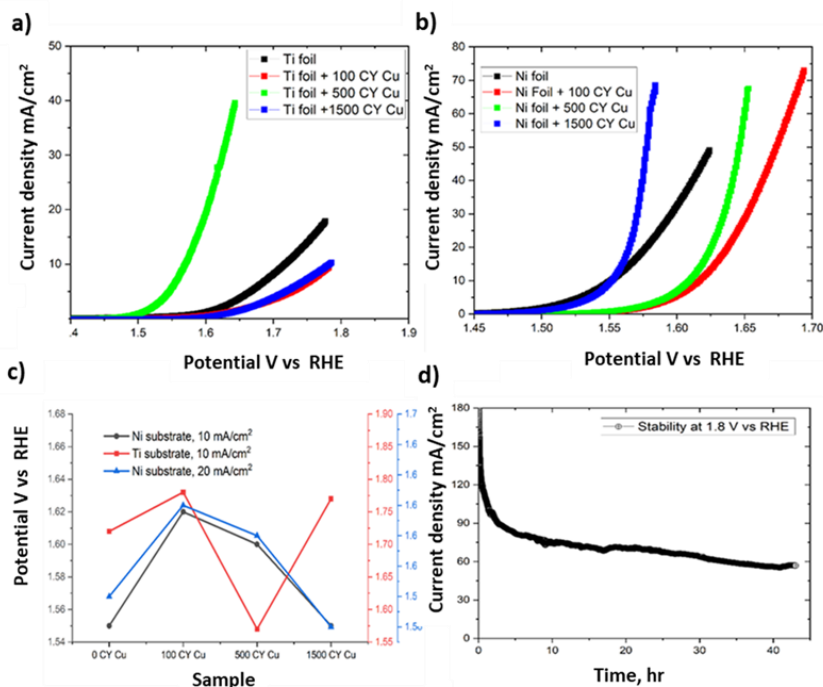 a)
Current density mA/cm²
50
40
30
20
10
.4
1.5
1.6
1.7
1.8
1.9
Potential V vs RHE
Ti foil
Ti foil + 100 CY Cu
Ti foil + 500 CY Cu
Ti foil +1500 CY Cu
b)
Current density mA/cm²
80
70
60
50
40
30
20
10
0
1.45
1.50
1.55
1.60
1.65
1.70
Potential V vs RHE
Ni foil
Ni Foil + 100 CY Cu
Ni foil + 500 CY Cu
Ni foil + 1500 CY Cu
c)
Potential V vs RHE
1.68
1.66
1.64
1.62
1.60
1.58
1.56
1.54
Ni substrate, 10 mA/cm²
Ti substrate, 10 mA/cm²
Ni substrate, 20 mA/cm²
1.90
1.85
1.80
1.75
1.70
1.65
1.60
1.55
1.7
1.6
1.6
1.5
1.50
0 CY Cu
100 CY Cu
500 CY Cu
1500 CY Cu
Sample
d)
Current density mA/cm²
180
150
120
90
60
30
0
0
10
20
30
40
Time, hr
Stability at 1.8 V vs RHE